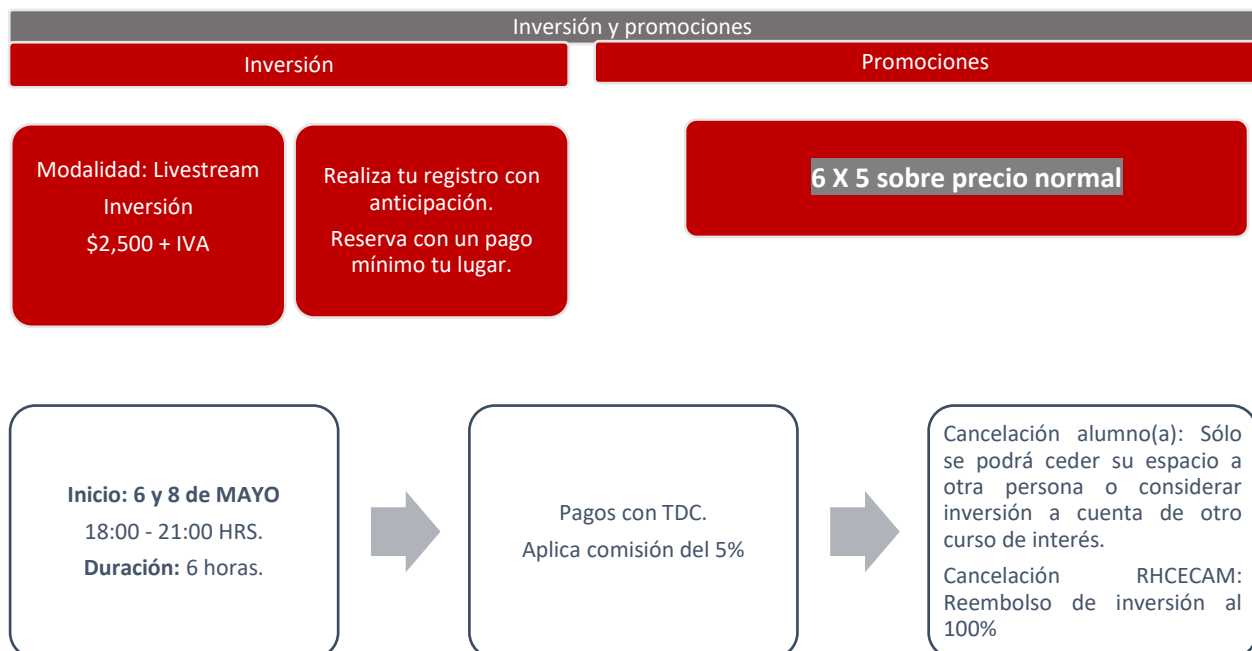 Inversión y promociones
Inversión
Promociones
Modalidad: Livestream
Inversión
$2,500 + IVA
Realiza tu registro con
anticipación.
Reserva con un pago
mínimo tu lugar.
6 X 5 sobre precio normal
Inicio: 6 y 8 de MAYO
18:00 - 21:00 HRS.
Duración: 6 horas.
Pagos con TDC.
Aplica comisión del 5%
Cancelación alumno(a): Sólo
se podrá ceder su espacio a
otra persona o considerar
inversión a cuenta de otro
curso de interés.
Cancelación RHCECAM:
Reembolso de inversión al
100%